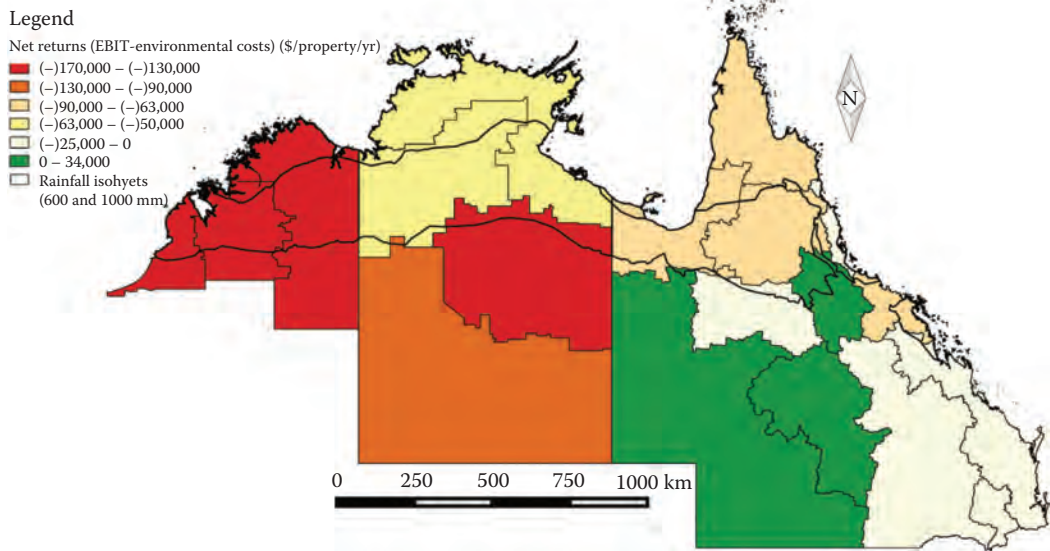 Legend
Net returns (EBIT-environmental costs) ($/property/yr)
(–)170,000 – (–)130,000
(–)130,000 – (–)90,000
(–)90,000 – (–)63,000
(–)63,000 – (–)50,000
(–)25,000 – 0
0 – 34,000
Rainfall isohyets
(600 and 1000 mm)
N
0 250 500 750 1000 km